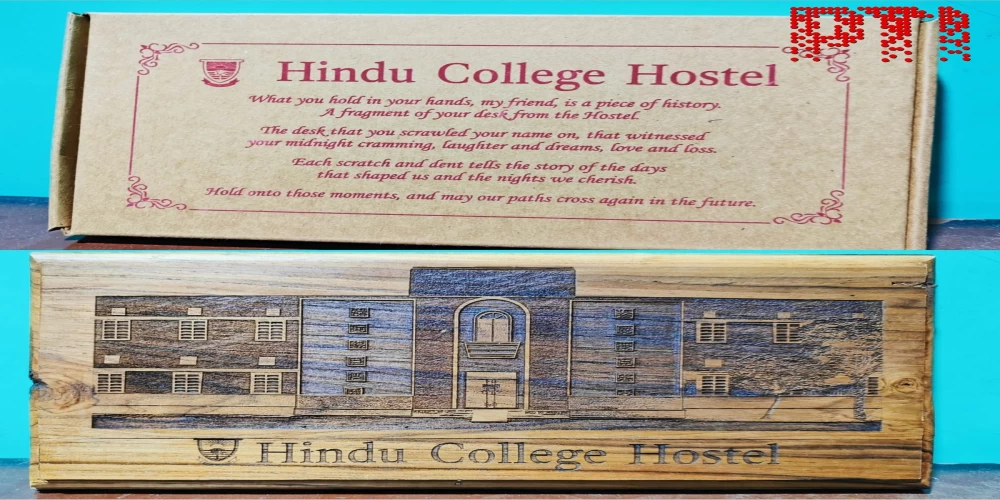 PTI
Hindu College Hostel
What you hold in your hands, my friend, is a piece of history.
A fragment of your desk from the Hostel.
The desk that you scrawled your name on, that witnessed
your midnight cramming, laughter and dreams, love and loss.
Each scratch and dent tells the story of the days
that shaped us and the nights we cherish.
Hold onto those moments, and may our paths cross again in the future.
Hindu College Hostel